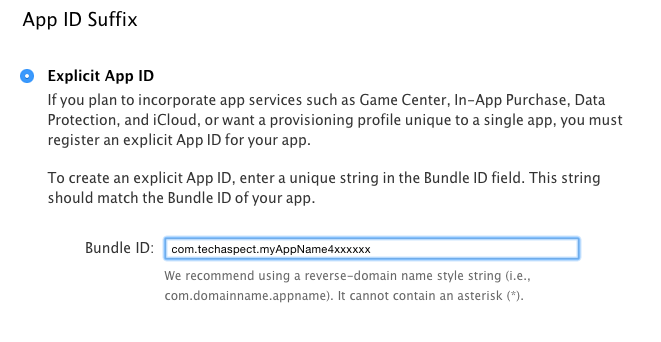 App ID Suffix
Explicit App ID
If you plan to incorporate app services such as Game Center, In-App Purchase, Data
Protection, and iCloud, or want a provisioning profile unique to a single app, you must
register an explicit App ID for your app.
To create an explicit App ID, enter a unique string in the Bundle ID field. This string
should match the Bundle ID of your app.
Bundle ID: com.techaspect.myAppName4xxxxxx
We recommend using a reverse-domain name style string (i.e.,
com.domainname.appname). It cannot contain an asterisk (*).